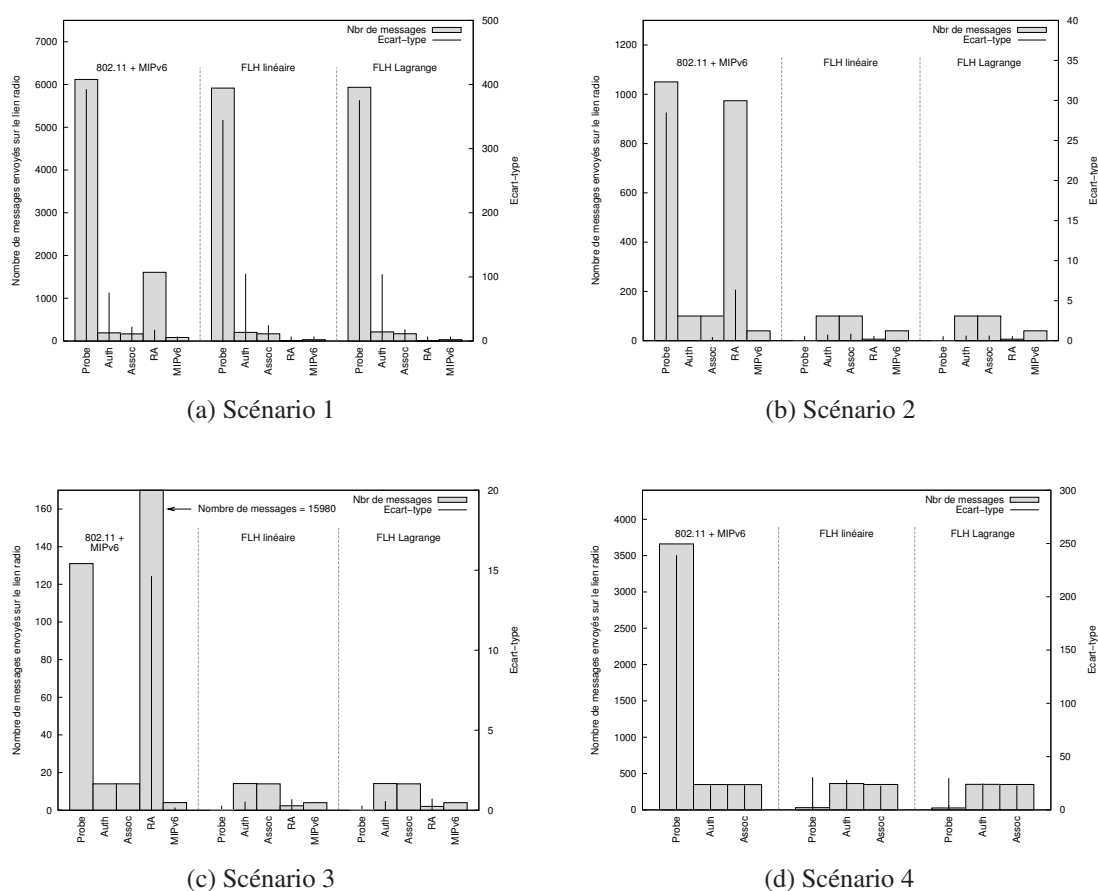 Nbr de messages
Ecart-type
802.11 + MIPv6
FLH linéaire
FLH Lagrange
Nombre de messages envoyés sur le lien radio
Ecart-type
7000
6000
5000
4000
3000
2000
1000
0
500
400
300
200
100
0
Probe
Auth
Assoc
RA
MIPv6
Probe
Auth
Assoc
RA
MIPv6
Probe
Auth
Assoc
RA
MIPv6
(a) Scénario 1
Nbr de messages
Ecart-type
802.11 + MIPv6
FLH linéaire
FLH Lagrange
Nombre de messages envoyés sur le lien radio
Ecart-type
1200
1000
800
600
400
200
0
40
35
30
25
20
15
10
5
0
Probe
Auth
Assoc
RA
MIPv6
Probe
Auth
Assoc
RA
MIPv6
Probe
Auth
Assoc
RA
MIPv6
(b) Scénario 2
Nbr de messages
Ecart-type
Nombre de messages = 15980
802.11 +
MIPv6
FLH linéaire
FLH Lagrange
Nombre de messages envoyés sur le lien radio
Ecart-type
160
140
120
100
80
60
40
20
0
20
15
10
5
0
Probe
Auth
Assoc
RA
MIPv6
Probe
Auth
Assoc
RA
MIPv6
Probe
Auth
Assoc
RA
MIPv6
(c) Scénario 3
Nbr de messages
Ecart-type
802.11 + MIPv6
FLH linéaire
FLH Lagrange
Nombre de messages envoyés sur le lien radio
Ecart-type
4000
3500
3000
2500
2000
1500
1000
500
0
300
250
200
150
100
50
0
Probe
Auth
Assoc
Probe
Auth
Assoc
Probe
Auth
Assoc
(d) Scénario 4